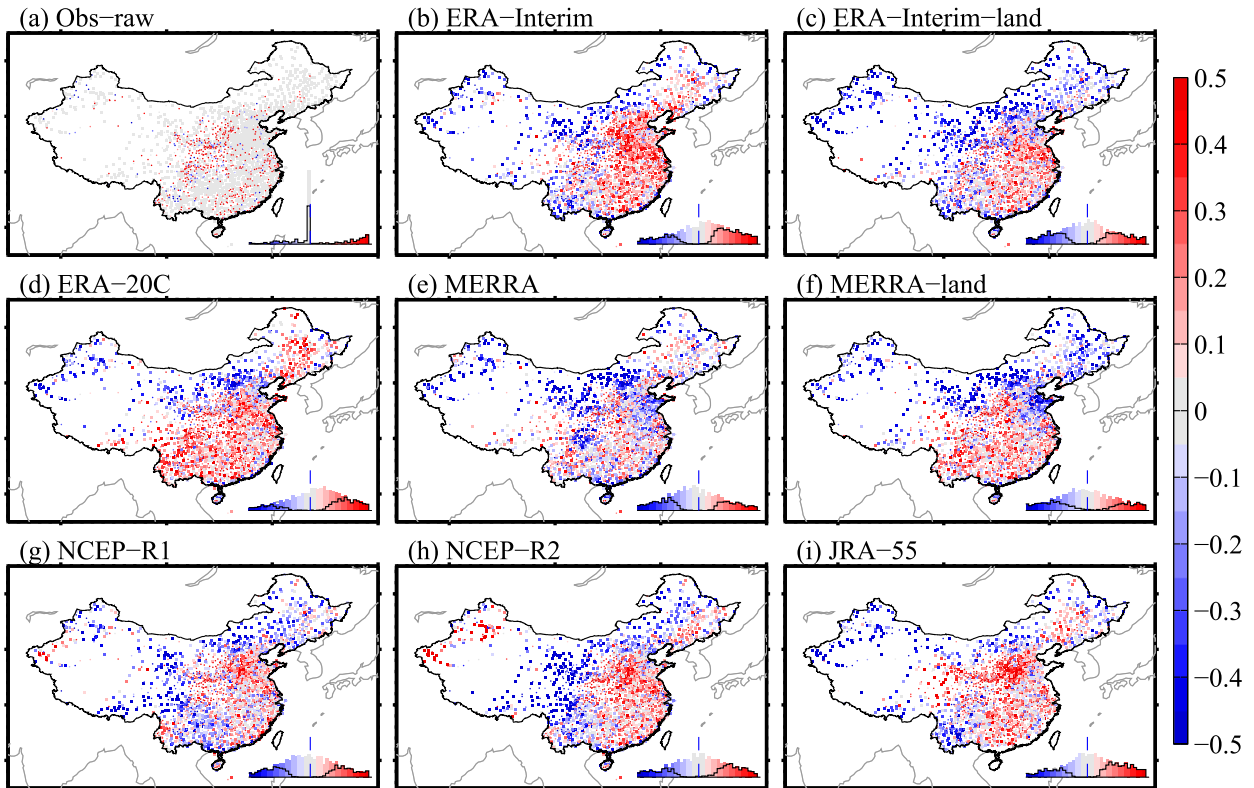 (a) Obs−raw
(b) ERA−Interim
(c) ERA−Interim−land
(d) ERA−20C
(e) MERRA
(f) MERRA−land
(g) NCEP−R1
(h) NCEP−R2
(i) JRA−55
0.5
0.4
0.3
0.2
0.1
0
−0.1
−0.2
−0.3
−0.4
−0.5